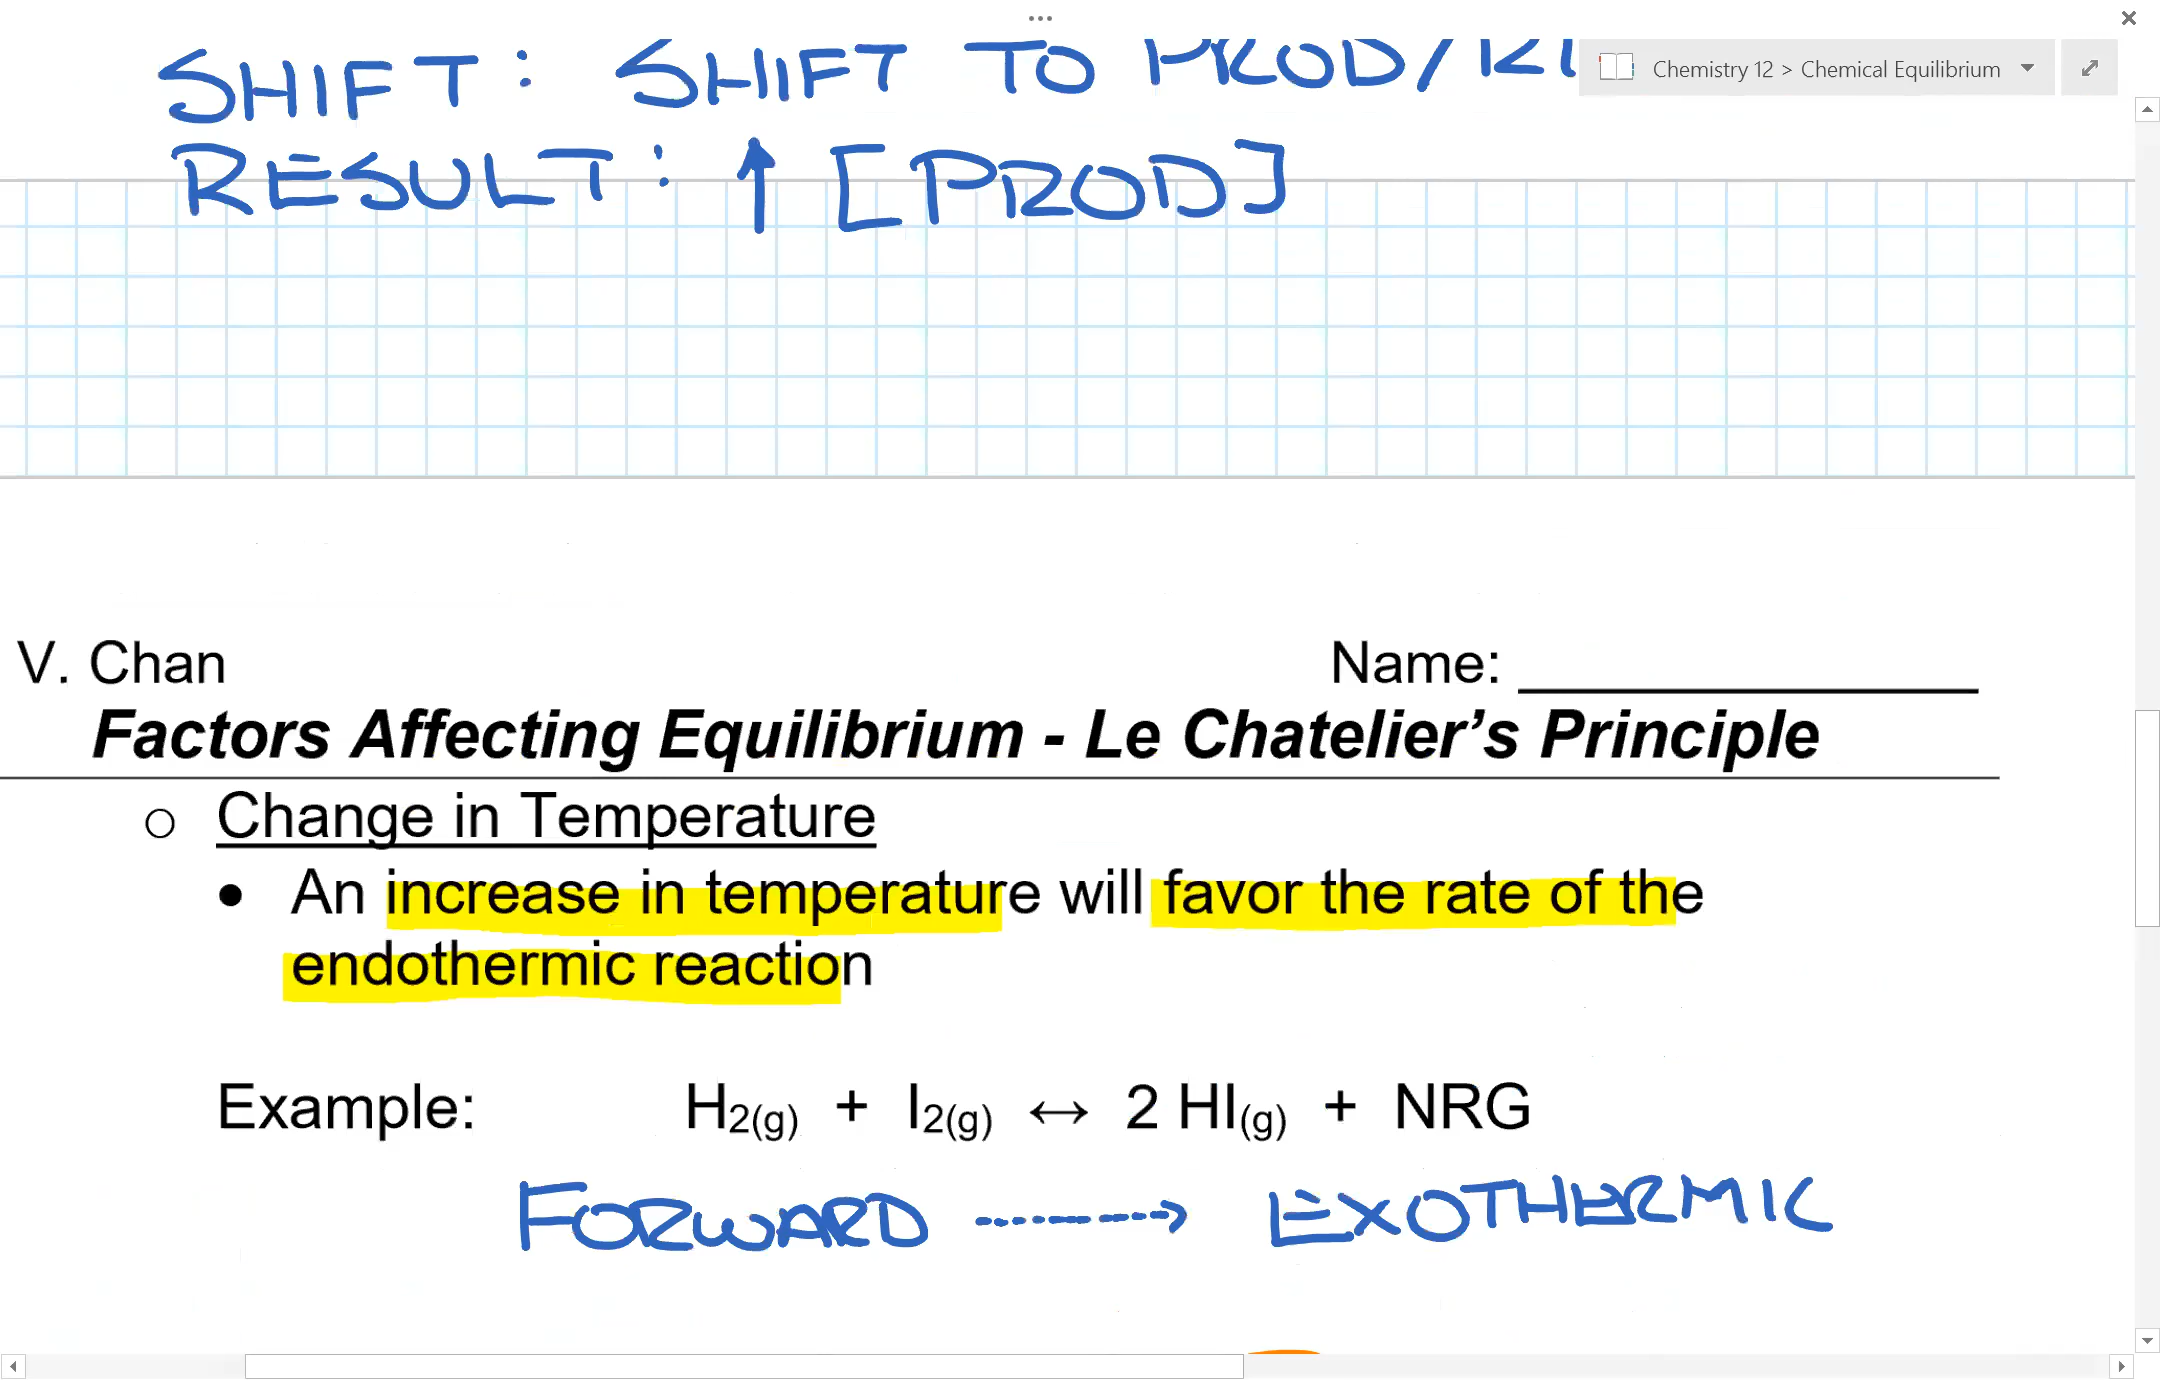 SHIFT: SHIFT TO PROD/
Chemistry 12 > Chemical Equilibrium
RESULT: ↑ [PROD]
V. Chan Name: ___________
Factors Affecting Equilibrium - Le Chatelier’s Principle
○ Change in Temperature
• An increase in temperature will favor the rate of the
endothermic reaction
Example: H2(g) + I2(g) ↔ 2 HI(g) + NRG
FORWARD -----> EXOTHERMIC